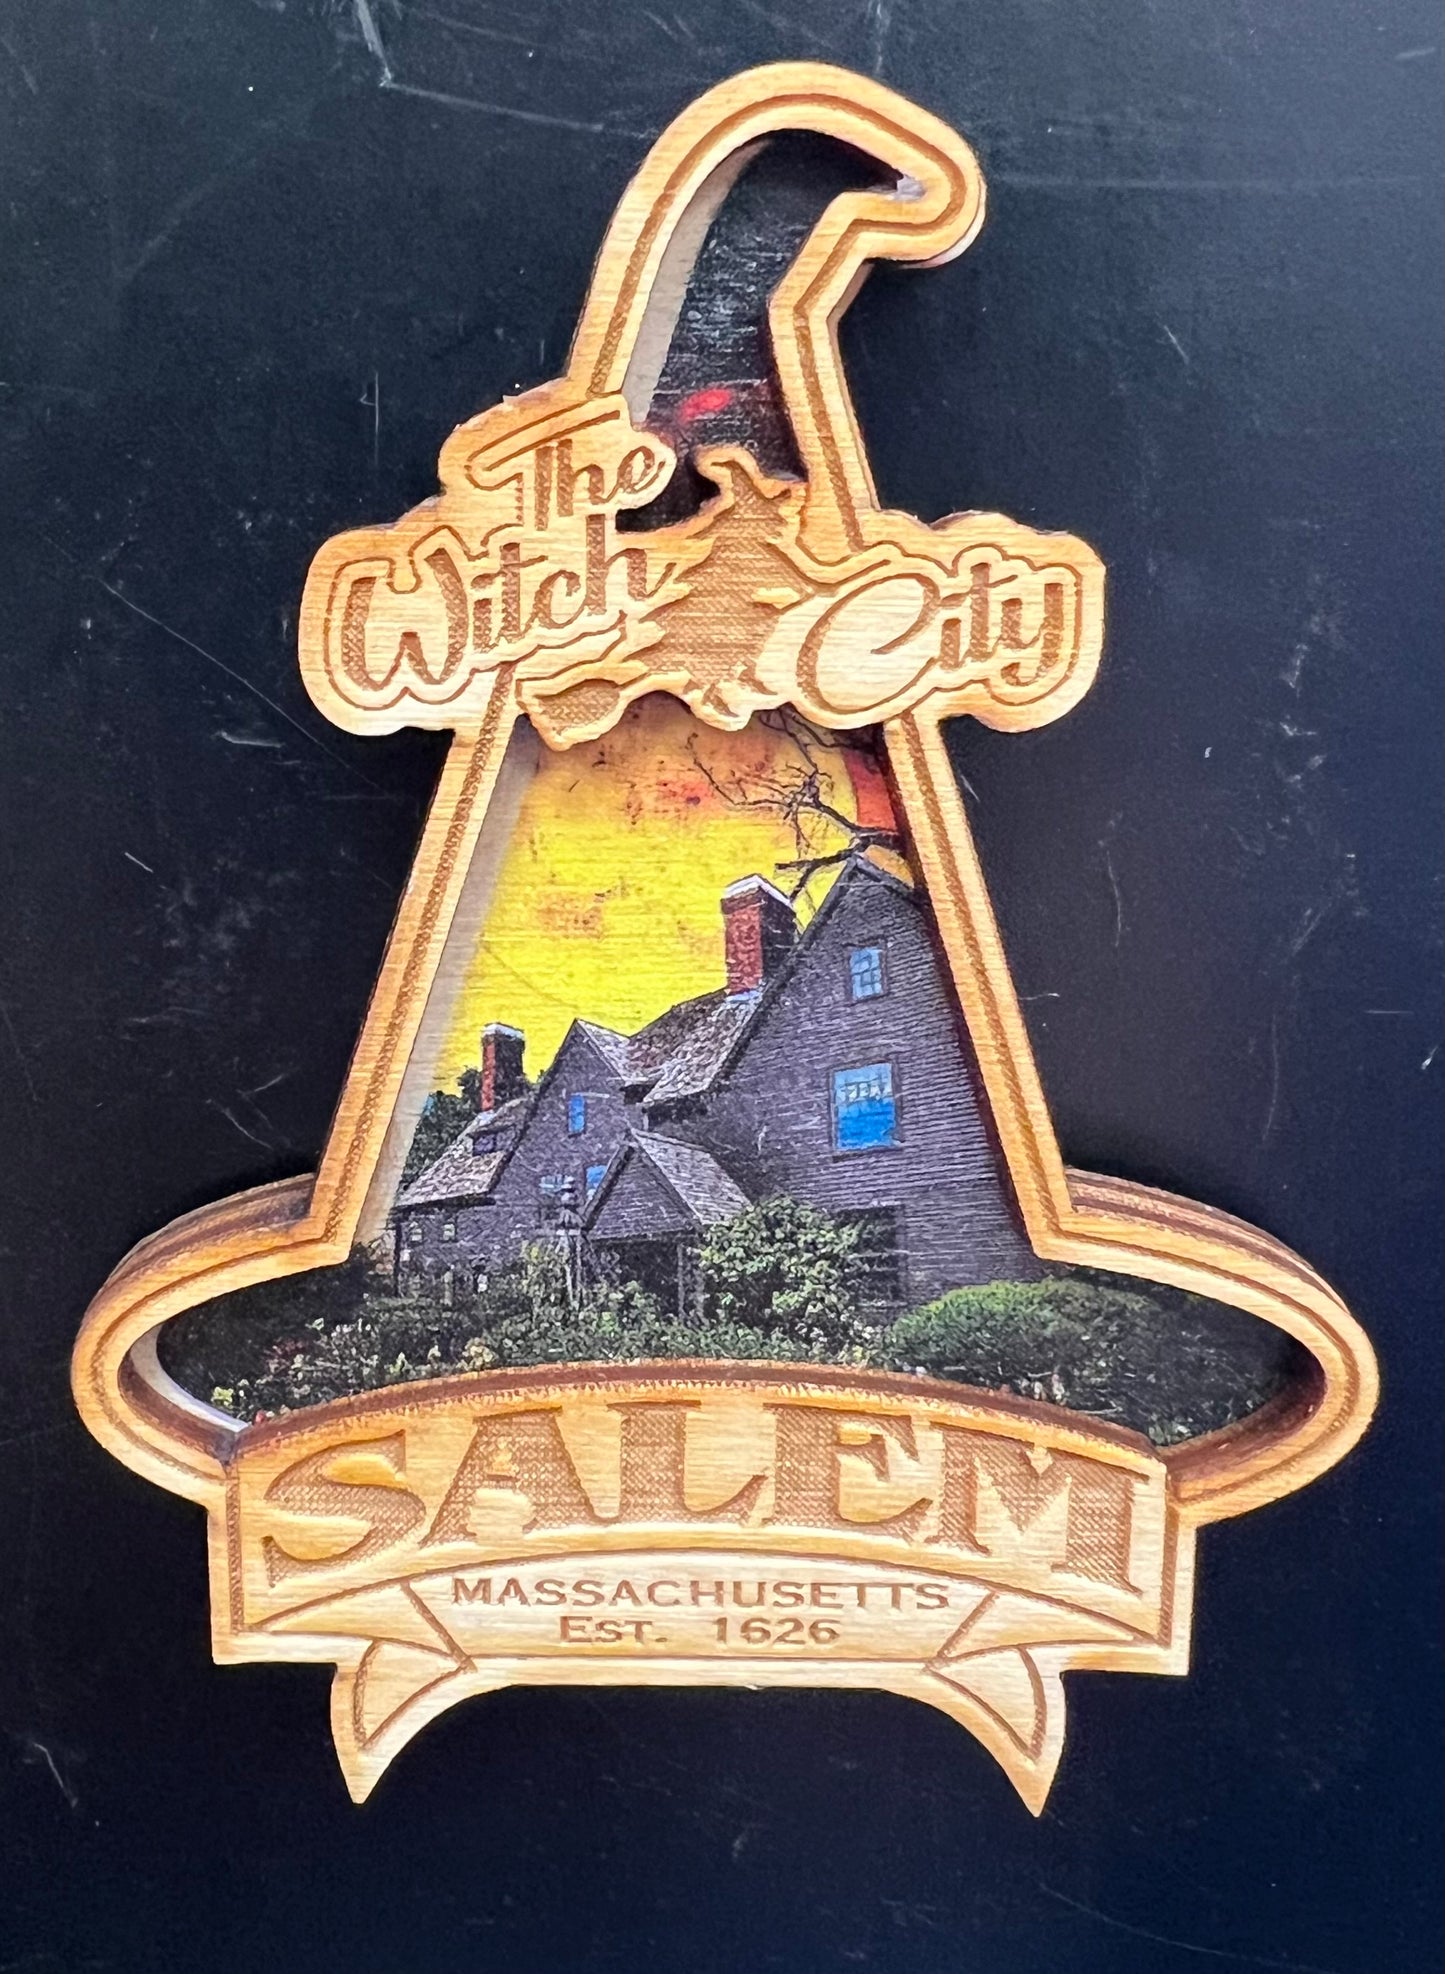 The
Witch City
SALEM
MASSACHUSETTS
EST. 1626